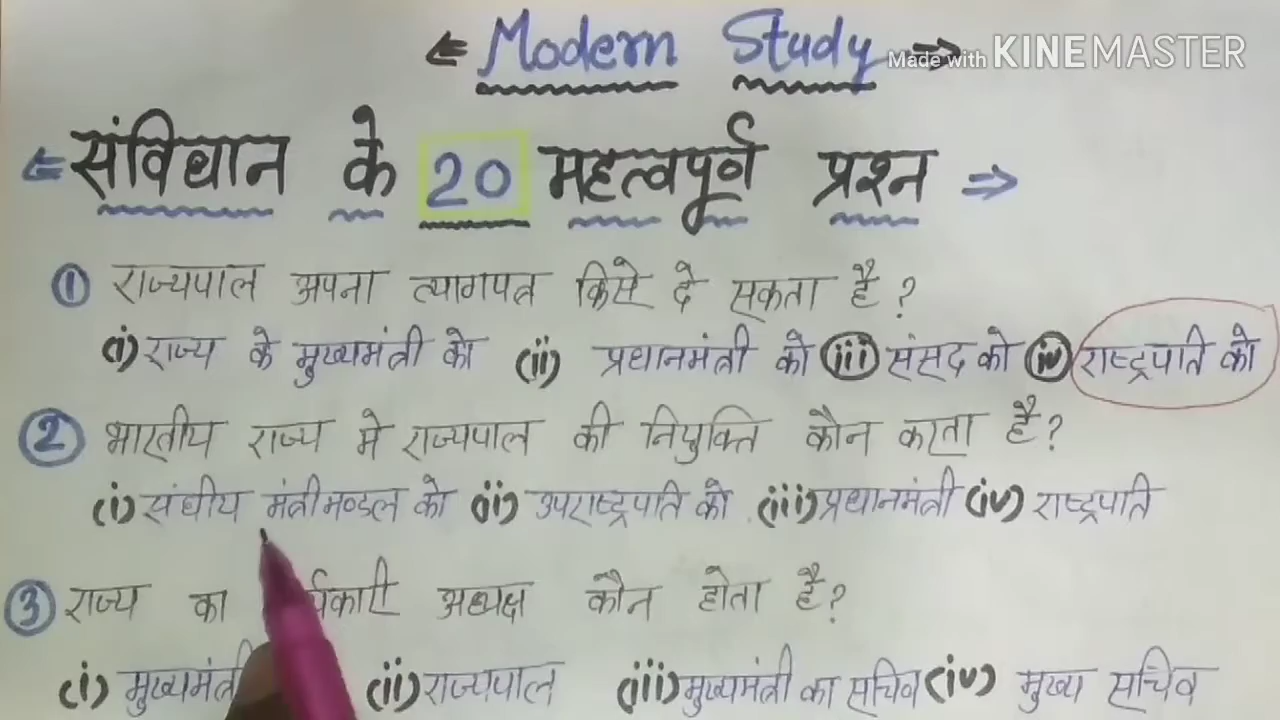 ⇐ Modern Study ⇒
Made with KINEMASTER
⇐ संविधान के 20 महत्वपूर्ण प्रश्न ⇒
① राज्यपाल अपना त्यागपत्र किसे दे सकता है ?
(i) राज्य के मुख्यमंत्री को (ii) प्रधानमंत्री को (iii) संसद को (iv) राष्ट्रपति को
② भारतीय राज्य मे राज्यपाल की नियुक्ति कौन करता है ?
(i) संघीय मंत्रीमण्डल को (ii) उपराष्ट्रपति को (iii) प्रधानमंत्री (iv) राष्ट्रपति
③ राज्य का अध्यक्ष कौन होता है ?
(i) (ii) राज्यपाल (iii) मुख्यमंत्री का सचिव (iv) मुख्य सचिव